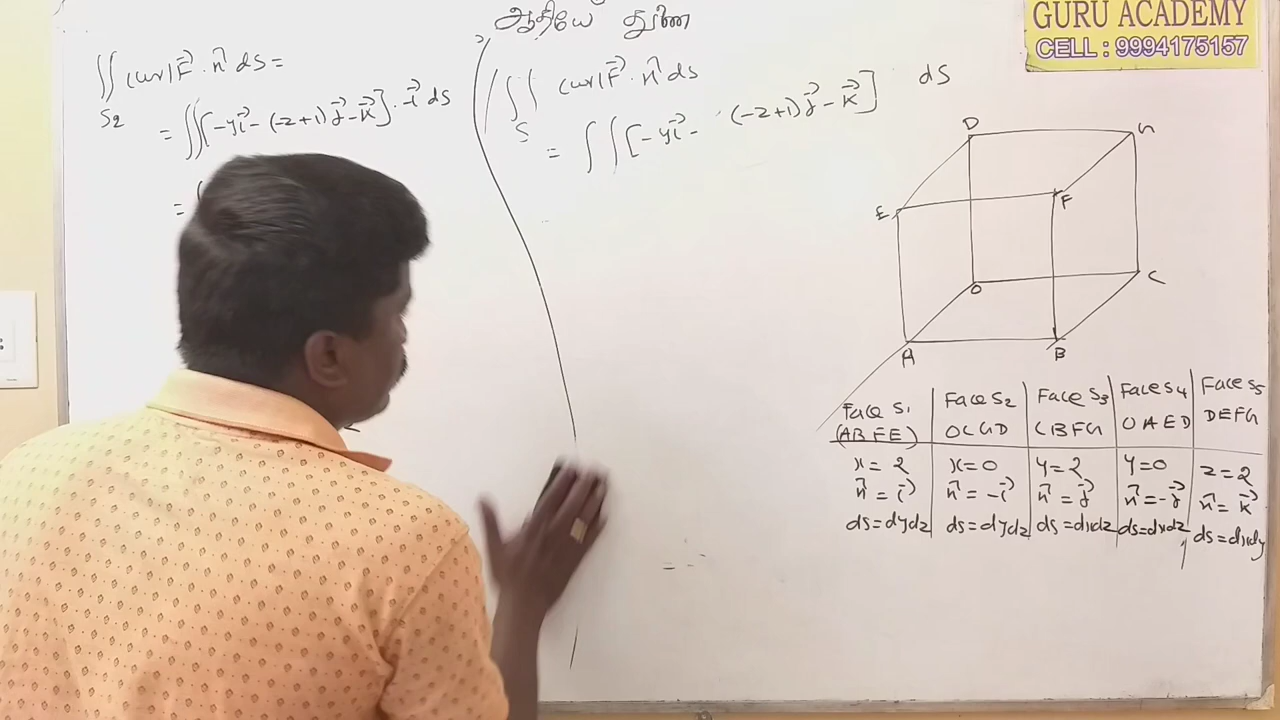 ஆதியே துணை
GURU ACADEMY
CELL : 9994175157
∬ curl F⃗ · n̂ ds =
S2
= ∬[-yi⃗ - (-z+1)j⃗ - k⃗] · -i⃗ ds
=
∬ curl F⃗ · n̂ ds
S
= ∬ [-yi⃗ - (-z+1)j⃗ - k⃗] ds
D G
E F
O C
A B
Face S1 Face S2 Face S3 Face S4 Face S5
(ABFE) OCGD CBFG OAED DEFG
x = 2 x = 0 y = 2 y = 0 z = 2
n⃗ = i⃗ n⃗ = -i⃗ n⃗ = j⃗ n⃗ = -j⃗ n⃗ = k⃗
ds = dydz ds = dydz ds = dxdz ds = dxdz ds = dxdy